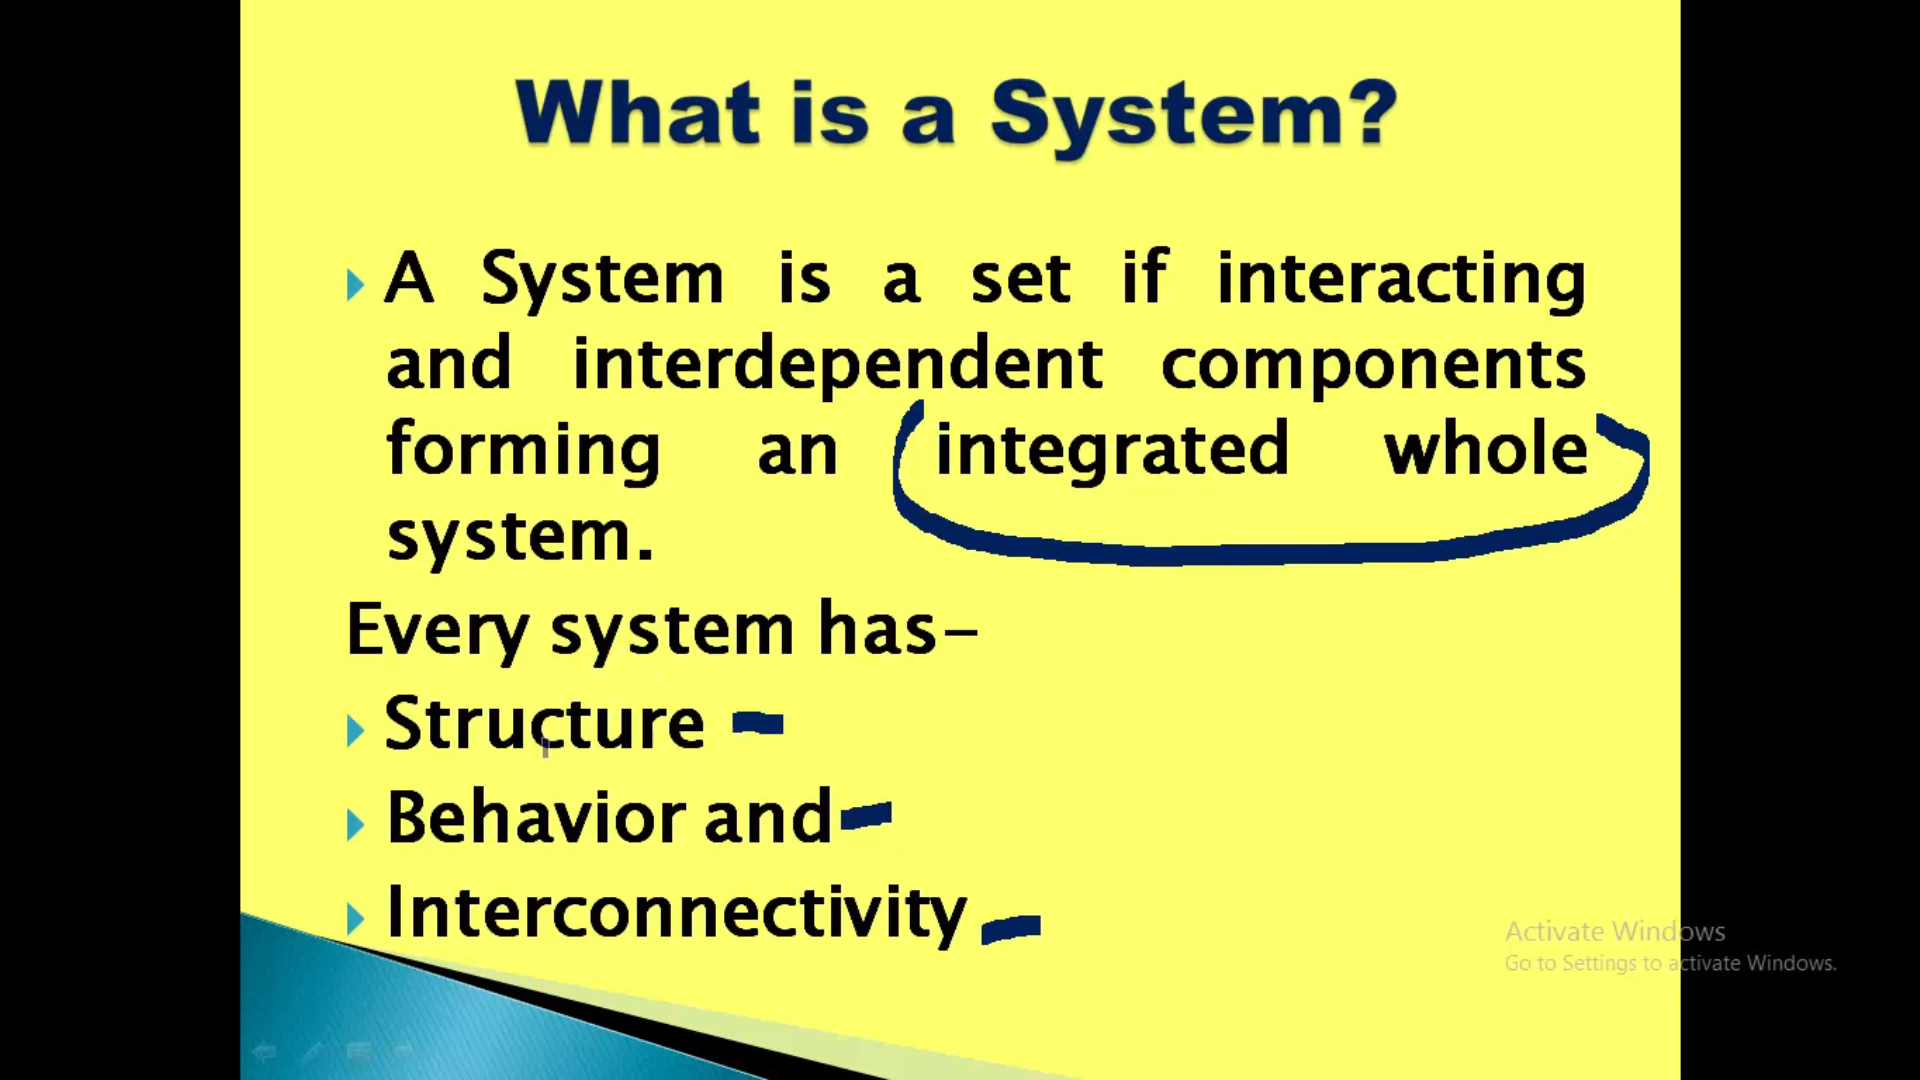 What is a System?
A System is a set if interacting
and interdependent components
forming an integrated whole
system.
Every system has-
Structure
Behavior and
Interconnectivity
Activate Windows
Go to Settings to activate Windows.